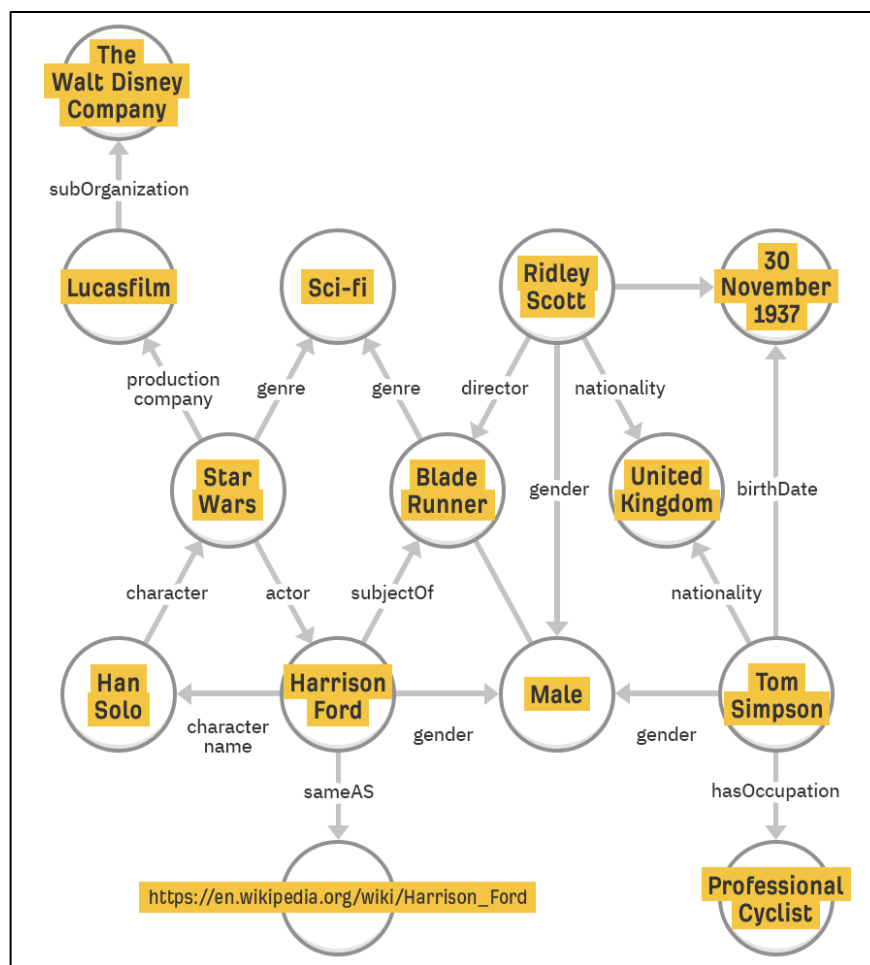 The
Walt Disney
Company
subOrganization
Lucasfilm
Sci-fi
Ridley
Scott
30
November
1937
production
company
genre
genre
director
nationality
Star
Wars
Blade
Runner
gender
United
Kingdom
birthDate
character
actor
subjectOf
nationality
Han
Solo
Harrison
Ford
Male
Tom
Simpson
character
name
gender
gender
sameAS
hasOccupation
https://en.wikipedia.org/wiki/Harrison_Ford
Professional
Cyclist